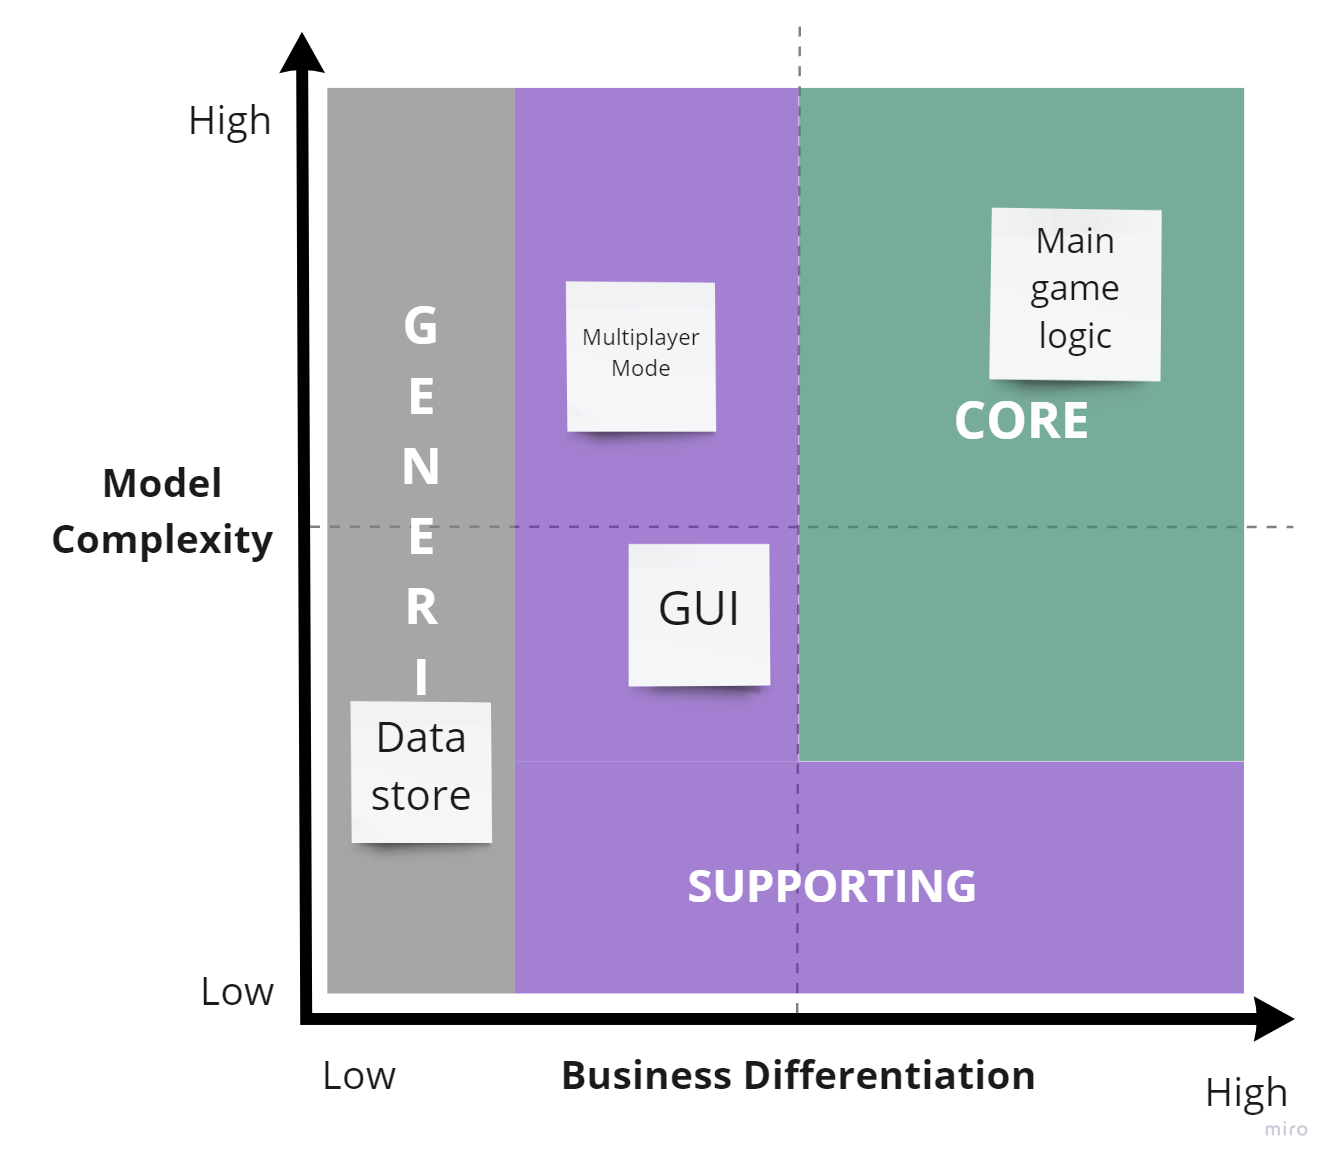 High
G
E
N
E
R
I
Model
Complexity
Low
Multiplayer
Mode
Main
game
logic
CORE
GUI
Data
store
SUPPORTING
Low
Business Differentiation
High
miro